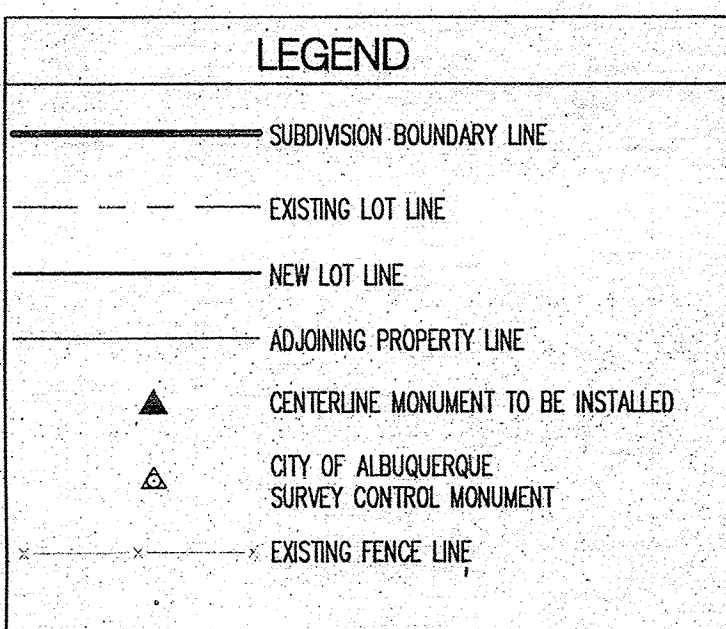 LEGEND
SUBDIVISION BOUNDARY LINE
EXISTING LOT LINE
NEW LOT LINE
ADJOINING PROPERTY LINE
CENTERLINE MONUMENT TO BE INSTALLED
CITY OF ALBUQUERQUE
SURVEY CONTROL MONUMENT
EXISTING FENCE LINE